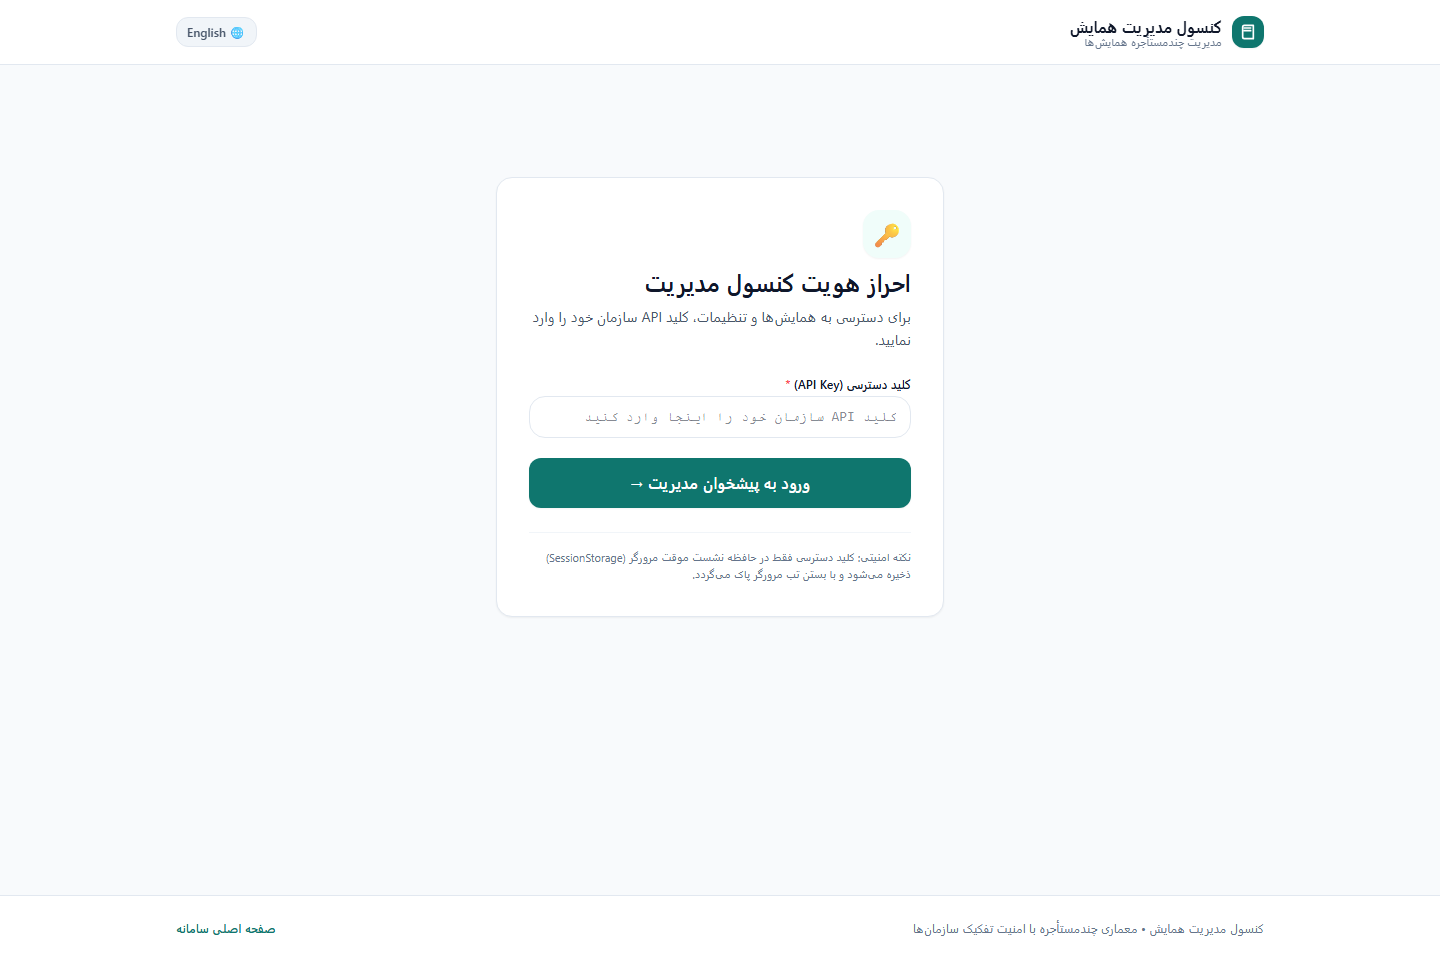 کنسول مدیریت همایش
مدیریت چندمستأجره همایش‌ها
English
احراز هویت کنسول مدیریت
برای دسترسی به همایش‌ها و تنظیمات، کلید API سازمان خود را وارد
نمایید.
کلید دسترسی (API Key) *
کلید API سازمان خود را اینجا وارد کنید
ورود به پیشخوان مدیریت →
نکته امنیتی: کلید دسترسی فقط در حافظه نشست موقت مرورگر (SessionStorage)
ذخیره می‌شود و با بستن تب مرورگر پاک می‌گردد.
کنسول مدیریت همایش • معماری چندمستأجره با امنیت تفکیک سازمان‌ها
صفحه اصلی سامانه